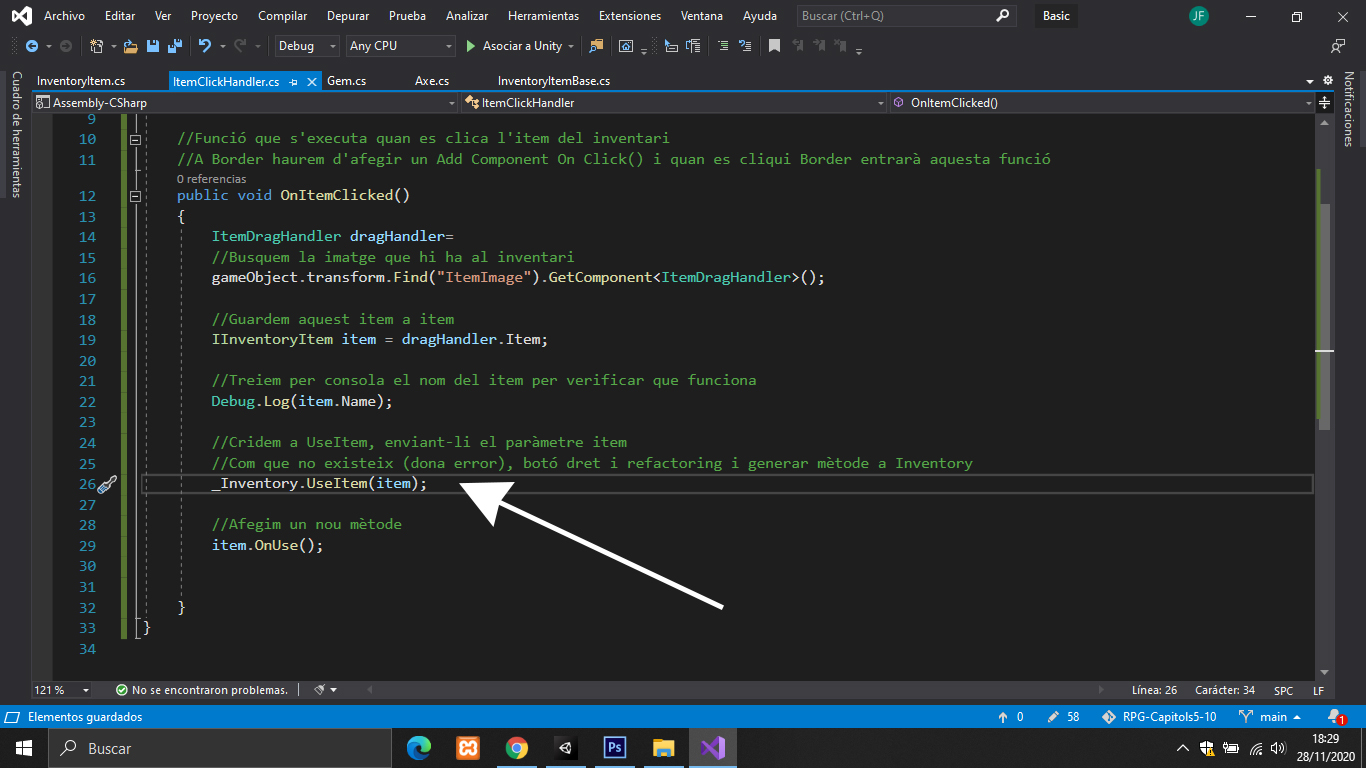 Archivo Editar Ver Proyecto Compilar Depurar Prueba Analizar Herramientas Extensiones Ventana Ayuda Buscar (Ctrl+Q) Basic JF
Debug Any CPU Asociar a Unity
InventoryItem.cs ItemClickHandler.cs Gem.cs Axe.cs InventoryItemBase.cs
Assembly-CSharp ItemClickHandler OnItemClicked()
Cuadro de herramientas
Notificaciones
9
10 //Funció que s'executa quan es clica l'item del inventari
11 //A Border haurem d'afegir un Add Component On Click() i quan es cliqui Border entrarà aquesta funció
0 referencias
12 public void OnItemClicked()
13 {
14 ItemDragHandler dragHandler=
15 //Busquem la imatge que hi ha al inventari
16 gameObject.transform.Find("ItemImage").GetComponent<ItemDragHandler>();
17
18 //Guardem aquest item a item
19 IInventoryItem item = dragHandler.Item;
20
21 //Treiem per consola el nom del item per verificar que funciona
22 Debug.Log(item.Name);
23
24 //Cridem a UseItem, enviant-li el paràmetre item
25 //Com que no existeix (dona error), botó dret i refactoring i generar mètode a Inventory
26 _Inventory.UseItem(item);
27
28 //Afegim un nou mètode
29 item.OnUse();
30
31
32 }
33 }
34
121 % No se encontraron problemas. Línea: 26 Carácter: 34 SPC LF
Elementos guardados 0 58 RPG-Capitols5-10 main 1
Buscar Ps 18:29
28/11/2020